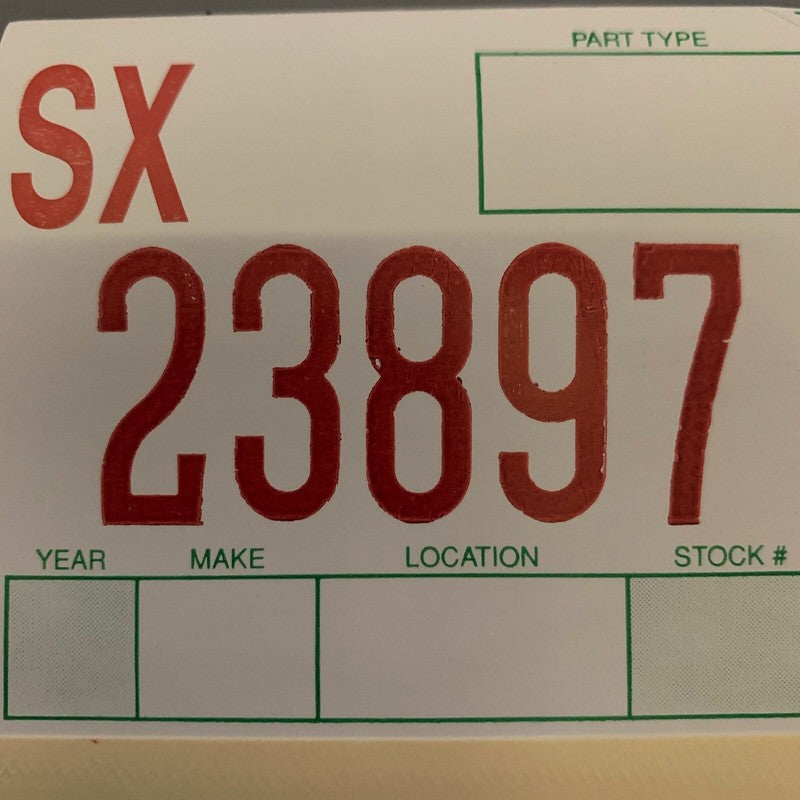 PART TYPE
SX
23897
YEAR MAKE LOCATION STOCK #